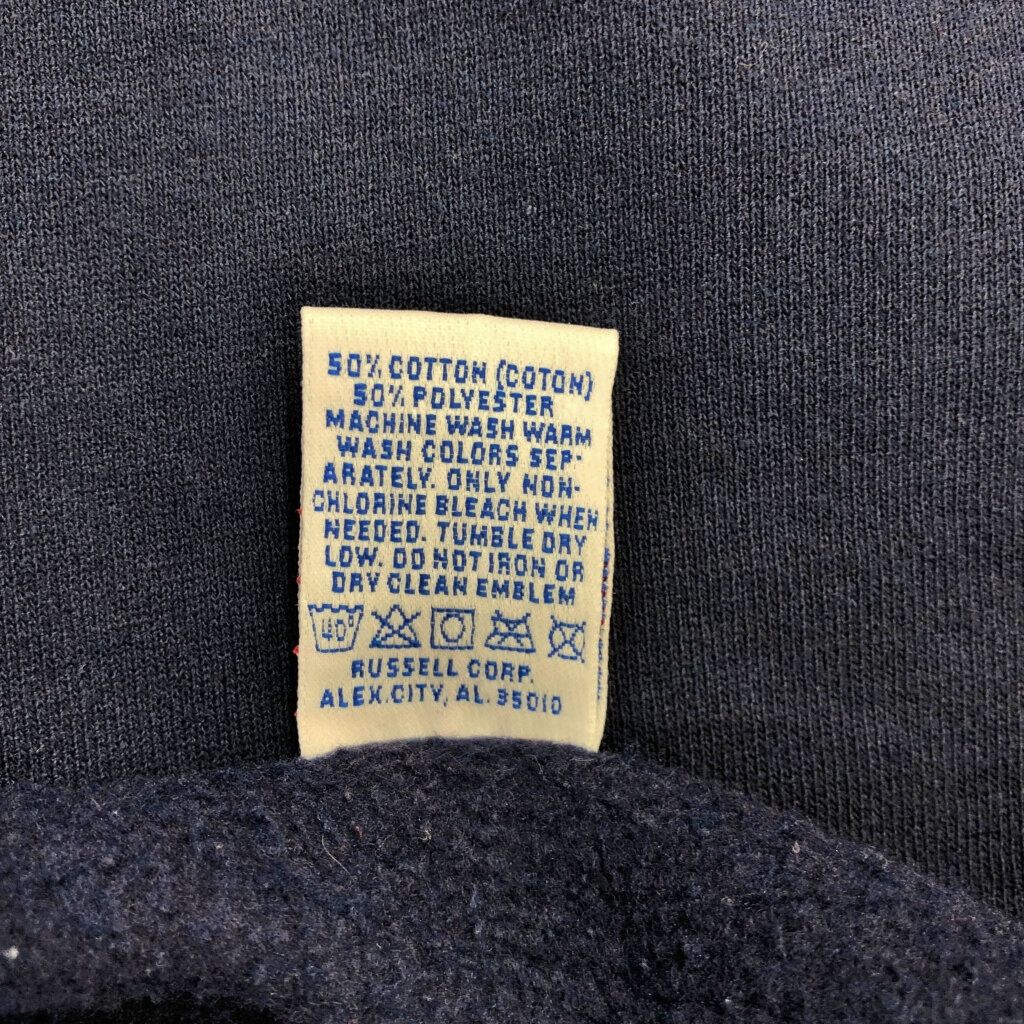 50% COTTON (COTON)
50% POLYESTER
MACHINE WASH WARM
WASH COLORS SEP-
ARATELY. ONLY NON-
CHLORINE BLEACH WHEN
NEEDED. TUMBLE DRY
LOW. DO NOT IRON OR
DRY CLEAN EMBLEM
40°
RUSSELL CORP.
ALEX.CITY, AL. 35010